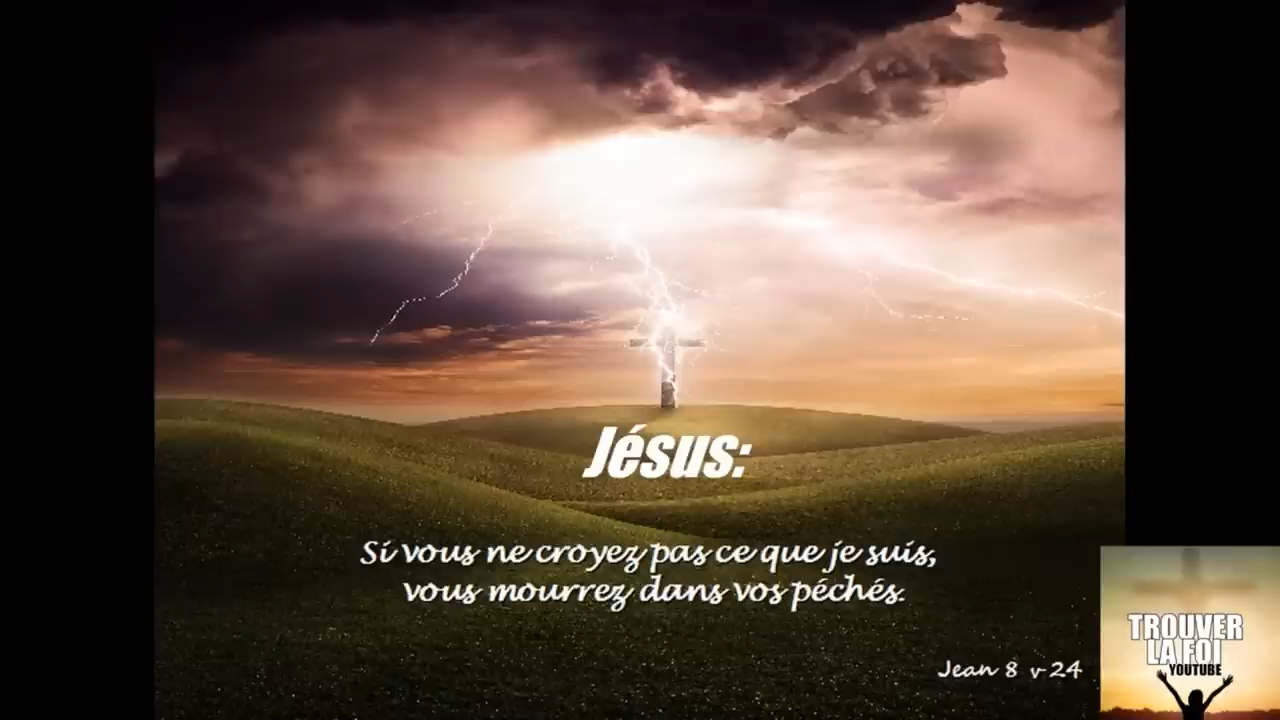 Jésus:
Si vous ne croyez pas ce que je suis,
vous mourrez dans vos péchés.
Jean 8 v 24
TROUVER
LA FOI
YOUTUBE